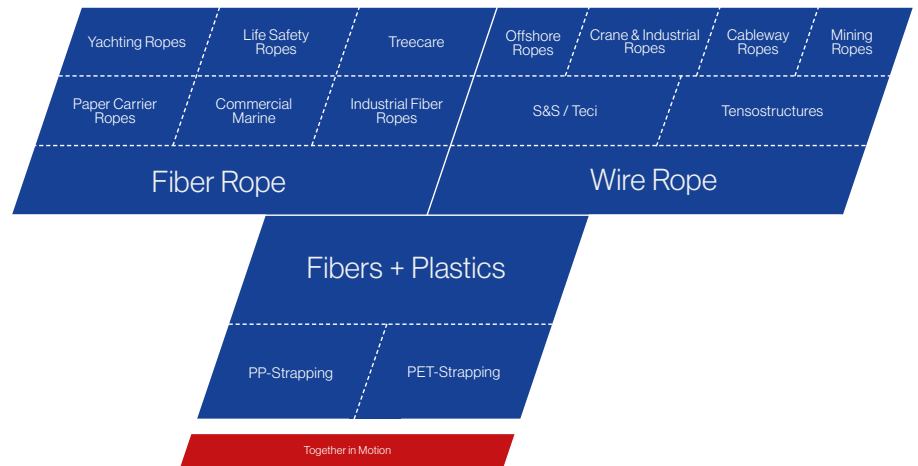 Yachting Ropes
Life Safety
Ropes
Treecare
Offshore
Ropes
Crane & Industrial
Ropes
Cableway
Ropes
Mining
Ropes
Paper Carrier
Ropes
Commercial
Marine
Industrial Fiber
Ropes
S&S / Teci
Tensostructures
Fiber Rope
Wire Rope
Fibers + Plastics
PP-Strapping
PET-Strapping
Together in Motion